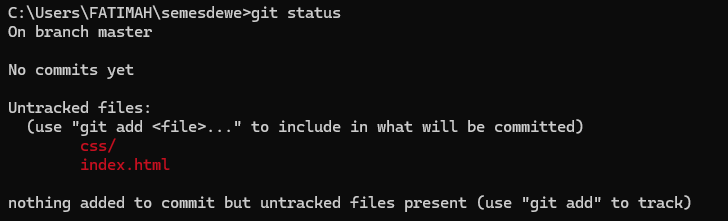 C:\Users\FATIMAH\semesdewe>git status
On branch master
No commits yet
Untracked files:
(use "git add <file>..." to include in what will be committed)
css/
index.html
nothing added to commit but untracked files present (use "git add" to track)